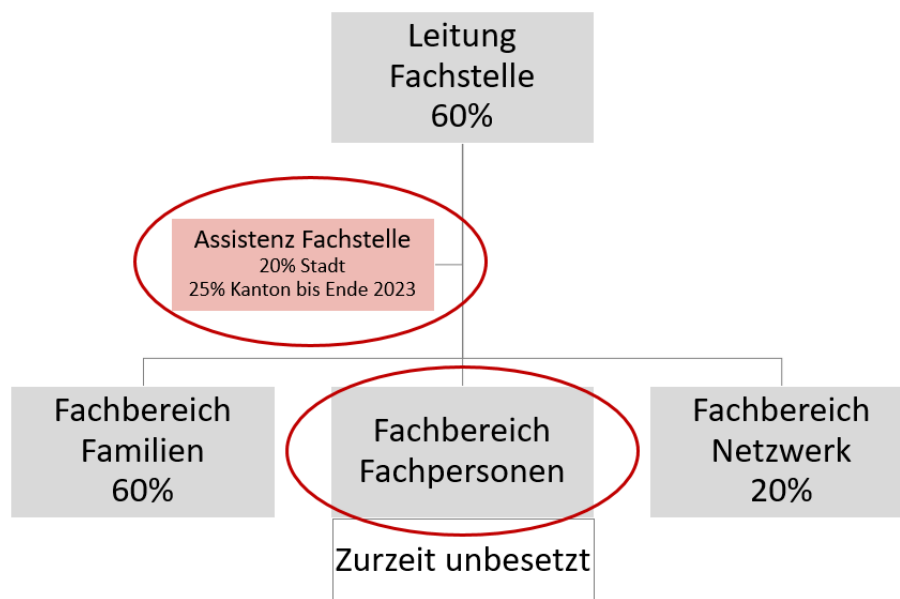 Leitung
Fachstelle
60%
Assistenz Fachstelle
20% Stadt
25% Kanton bis Ende 2023
Fachbereich
Familien
60%
Fachbereich
Fachpersonen
Zurzeit unbesetzt
Fachbereich
Netzwerk
20%